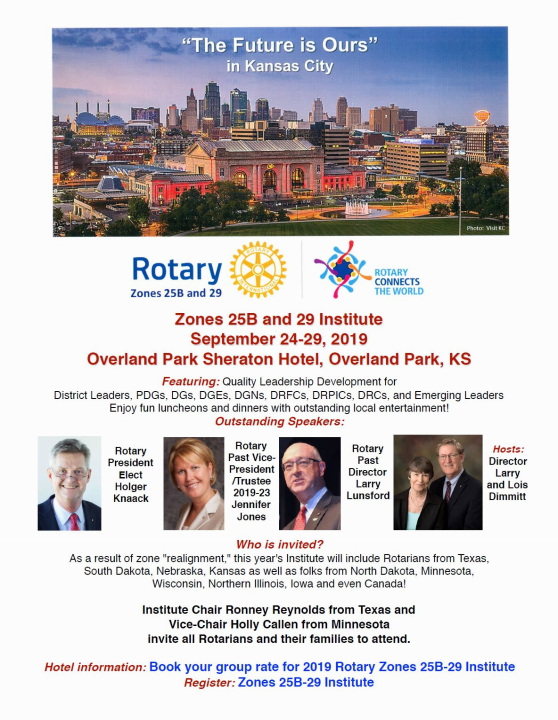 “The Future is Ours”
in Kansas City
Photo: Visit KC
Rotary
Zones 25B and 29
ROTARY INTERNATIONAL
ROTARY
CONNECTS
THE WORLD
Zones 25B and 29 Institute
September 24-29, 2019
Overland Park Sheraton Hotel, Overland Park, KS
Featuring: Quality Leadership Development for
District Leaders, PDGs, DGs, DGEs, DGNs, DRFCs, DRPICs, DRCs, and Emerging Leaders
Enjoy fun luncheons and dinners with outstanding local entertainment!
Outstanding Speakers:
Rotary
President
Elect
Holger
Knaack
Rotary
Past Vice-
President
/Trustee
2019-23
Jennifer
Jones
Rotary
Past
Director
Larry
Lunsford
Hosts:
Director
Larry
and Lois
Dimmitt
Who is invited?
As a result of zone "realignment," this year's Institute will include Rotarians from Texas,
South Dakota, Nebraska, Kansas as well as folks from North Dakota, Minnesota,
Wisconsin, Northern Illinois, Iowa and even Canada!
Institute Chair Ronney Reynolds from Texas and
Vice-Chair Holly Callen from Minnesota
invite all Rotarians and their families to attend.
Hotel information: Book your group rate for 2019 Rotary Zones 25B-29 Institute
Register: Zones 25B-29 Institute